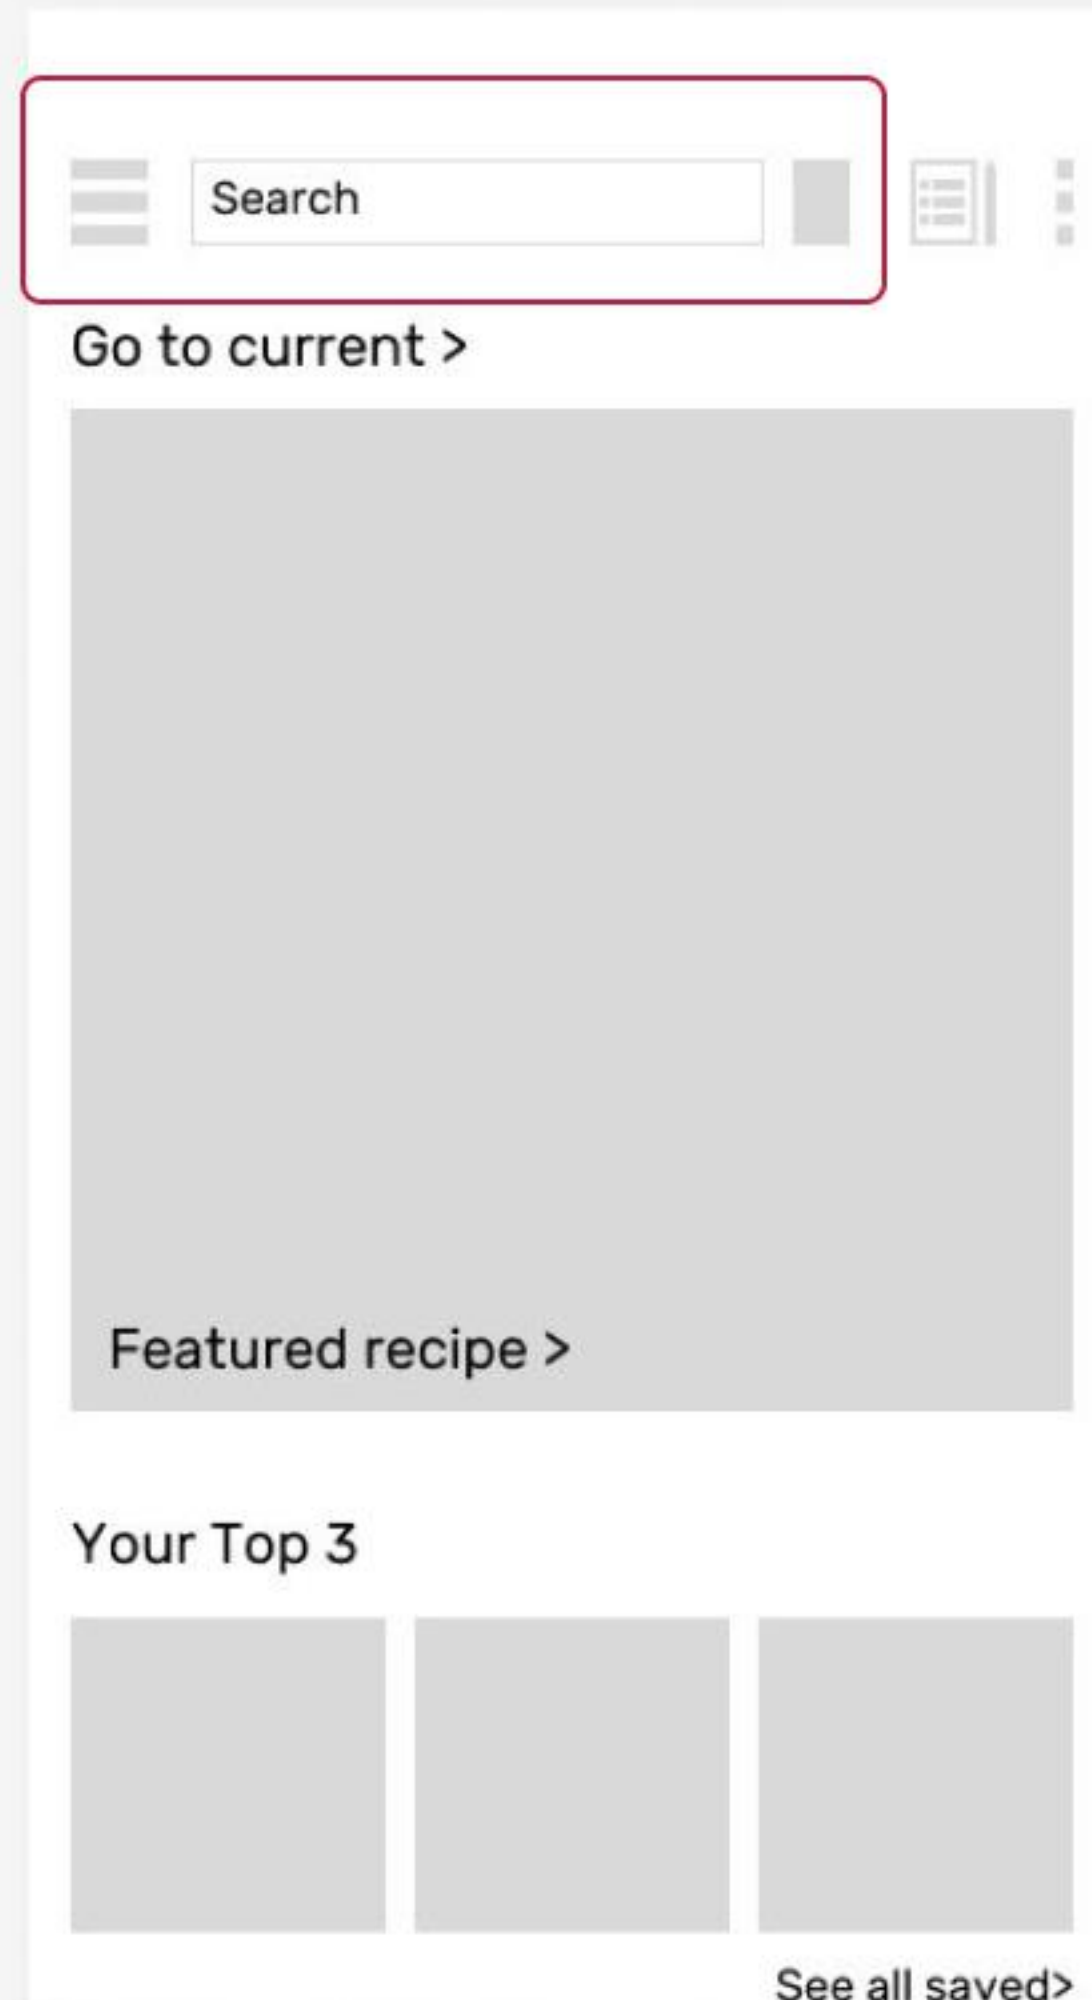 Search
Go to current >
Featured recipe >
Your Top 3
See all saved>